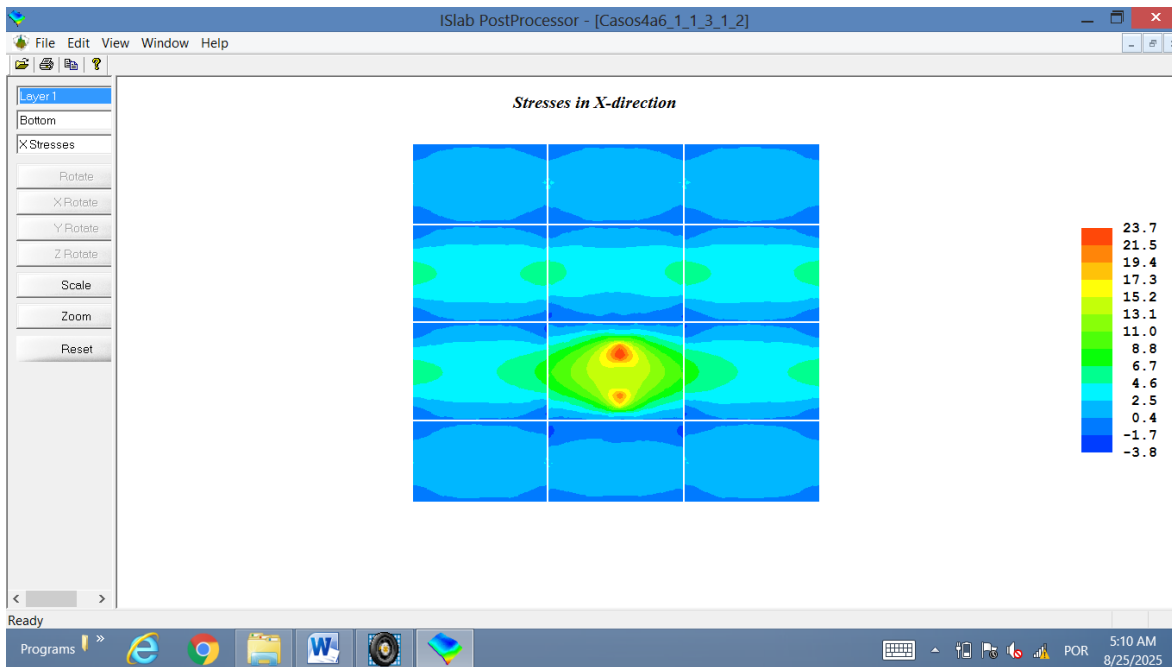 ISlab PostProcessor - [Casos4a6_1_1_3_1_2]
File Edit View Window Help
Layer1
Bottom
X Stresses
Rotate
X Rotate
Y Rotate
Z Rotate
Scale
Zoom
Reset
Stresses in X-direction
23.7
21.5
19.4
17.3
15.2
13.1
11.0
8.8
6.7
4.6
2.5
0.4
-1.7
-3.8
Ready
Programs
POR
5:10 AM
8/25/2025